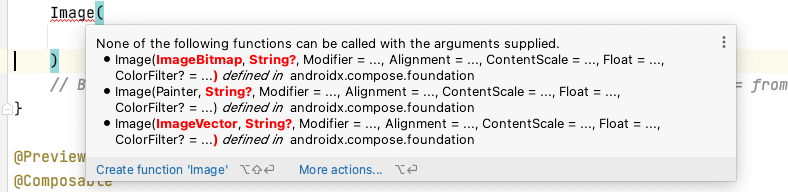 Image(
None of the following functions can be called with the arguments supplied.
• Image(ImageBitmap, String?, Modifier = ..., Alignment = ..., ContentScale = ..., Float = ...,
ColorFilter? = ...) defined in androidx.compose.foundation
• Image(Painter, String?, Modifier = ..., Alignment = ..., ContentScale = ..., Float = ...,
ColorFilter? = ...) defined in androidx.compose.foundation
• Image(ImageVector, String?, Modifier = ..., Alignment = ..., ContentScale = ..., Float = ...,
ColorFilter? = ...) defined in androidx.compose.foundation
)
// B = from
}
Create function 'Image' ⌥⇧⏎ More actions... ⌥⏎
@Preview
@Composable